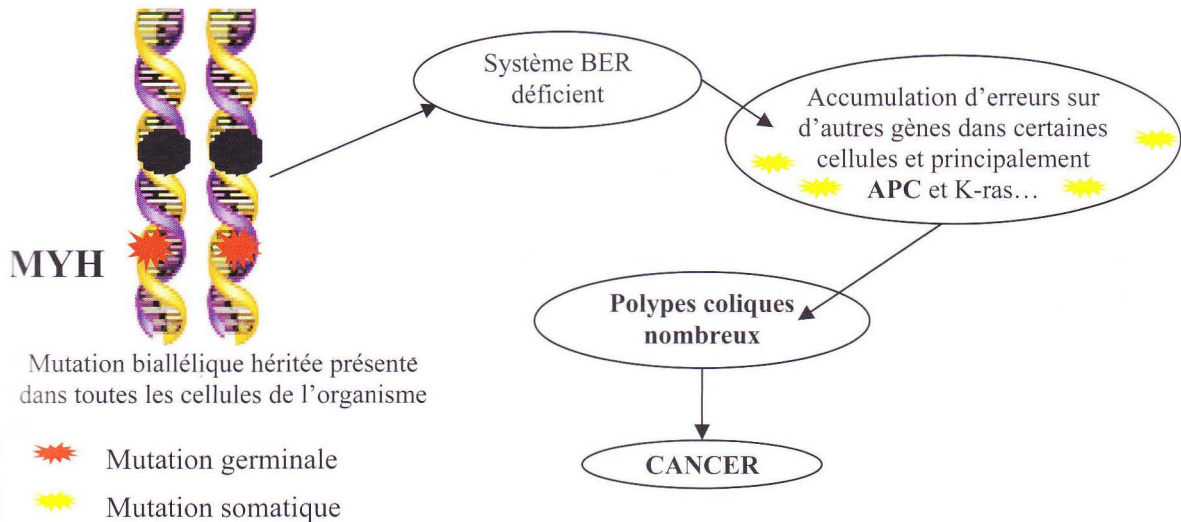 Système BER
déficient
Accumulation d'erreurs sur
d'autres gènes dans certaines
cellules et principalement
APC et K-ras…
MYH
Polypes coliques
nombreux
Mutation biallélique héritée présente
dans toutes les cellules de l'organisme
CANCER
Mutation germinale
Mutation somatique